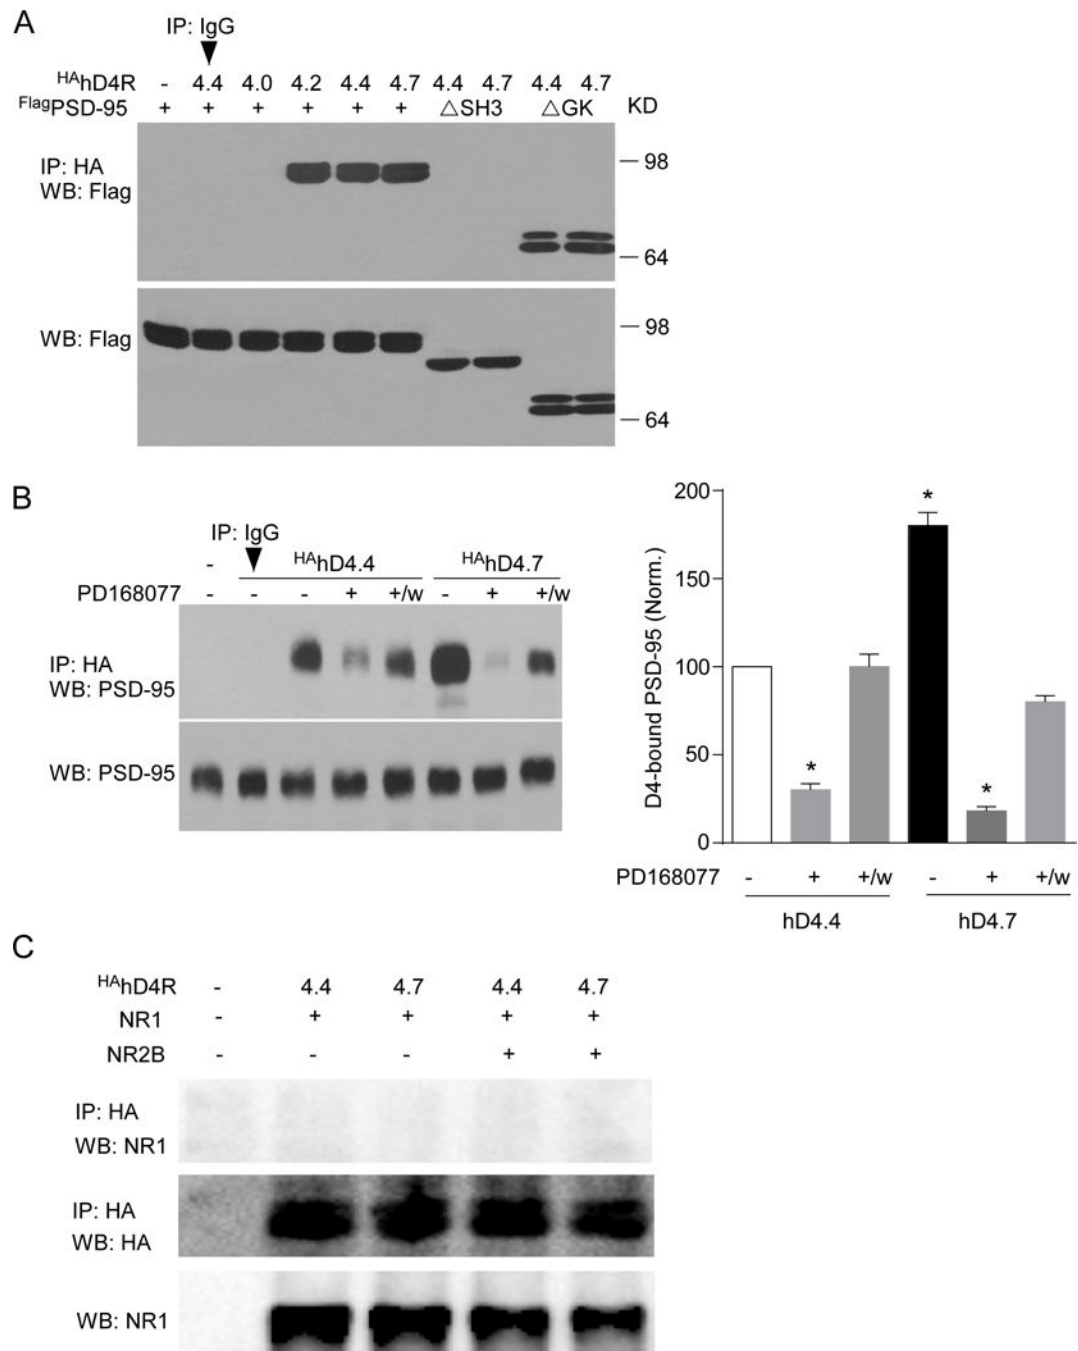 A
IP: IgG
HAhD4R - 4.4 4.0 4.2 4.4 4.7 4.4 4.7 4.4 4.7
FlagPSD-95 + + + + + + △SH3 △GK KD
IP: HA
WB: Flag
98
64
WB: Flag
98
64
B
IP: IgG
- HAhD4.4 HAhD4.7
PD168077 - - - + +/w - + +/w
IP: HA
WB: PSD-95
WB: PSD-95
D4-bound PSD-95 (Norm.)
200
150
100
50
0
* * *
PD168077 - + +/w - + +/w
hD4.4 hD4.7
C
HAhD4R - 4.4 4.7 4.4 4.7
NR1 - + + + +
NR2B - - - + +
IP: HA
WB: NR1
IP: HA
WB: HA
WB: NR1